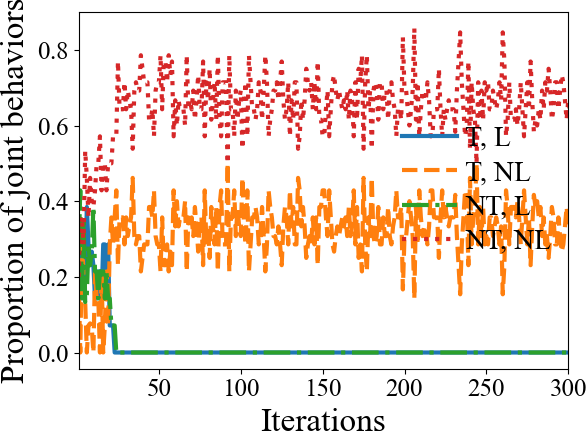 Proportion of joint behaviors
0.8
0.6
0.4
0.2
0.0
T, L
T, NL
NT, L
NT, NL
50
100
150
200
250
300
Iterations